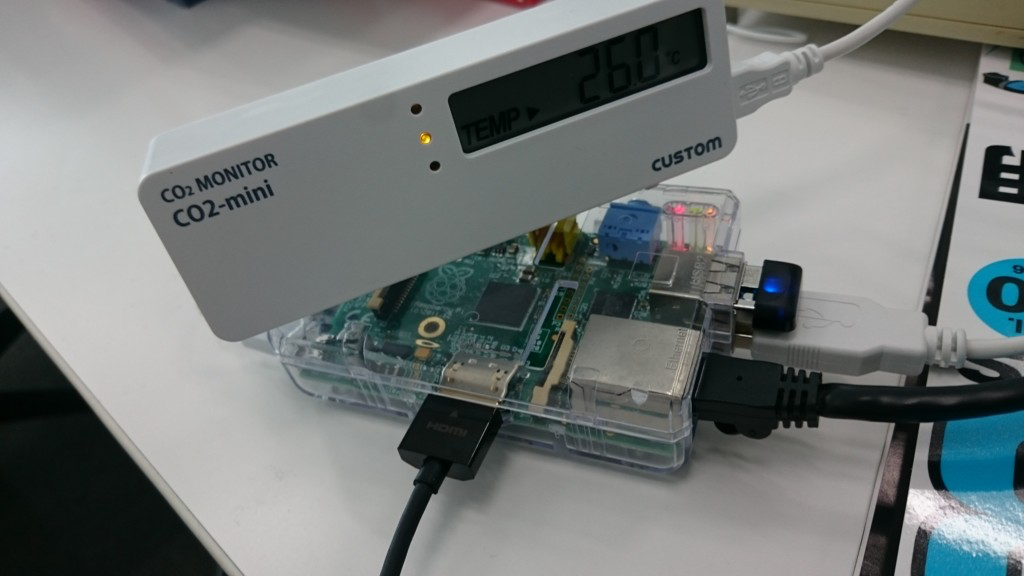 26.0 °C
TEMP ▶
CO₂ MONITOR
CO2-mini
CUSTOM
HDMI